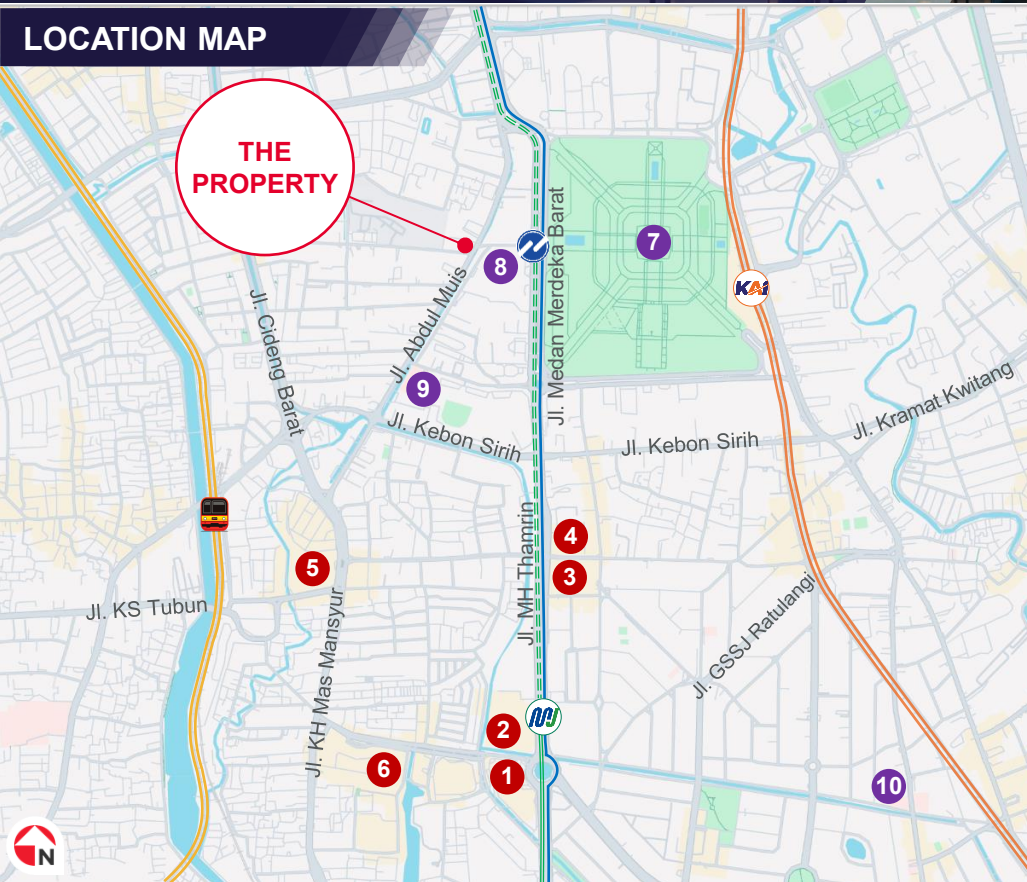 LOCATION MAP
THE
PROPERTY
Jl. Medan Merdeka Barat
7
8
KAI
Jl. Abdul Muis
Jl. Cideng Barat
9
Jl. Kebon Sirih
Jl. Kebon Sirih
Jl. Kramat Kwitang
4
3
5
Jl. MH Thamrin
Jl. KS Tubun
Jl. GSSJ Ratulangi
Jl. KH Mas Mansyur
2
MJ
1
6
10
N